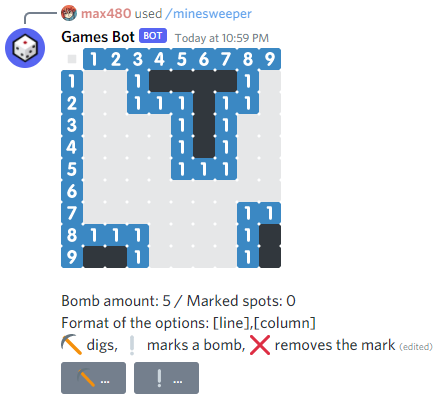 max480 used /minesweeper
Games Bot BOT Today at 10:59 PM
1 2 3 4 5 6 7 8 9
1 1 1
2 1 1 1 1 1
3 1 1
4 1 1
5 1 1 1
6
7 1 1
8 1 1 1 1
9 1 1
Bomb amount: 5 / Marked spots: 0
Format of the options: [line],[column]
⛏ digs, ❕ marks a bomb, ❌ removes the mark (edited)
⛏ ... ❕ ...